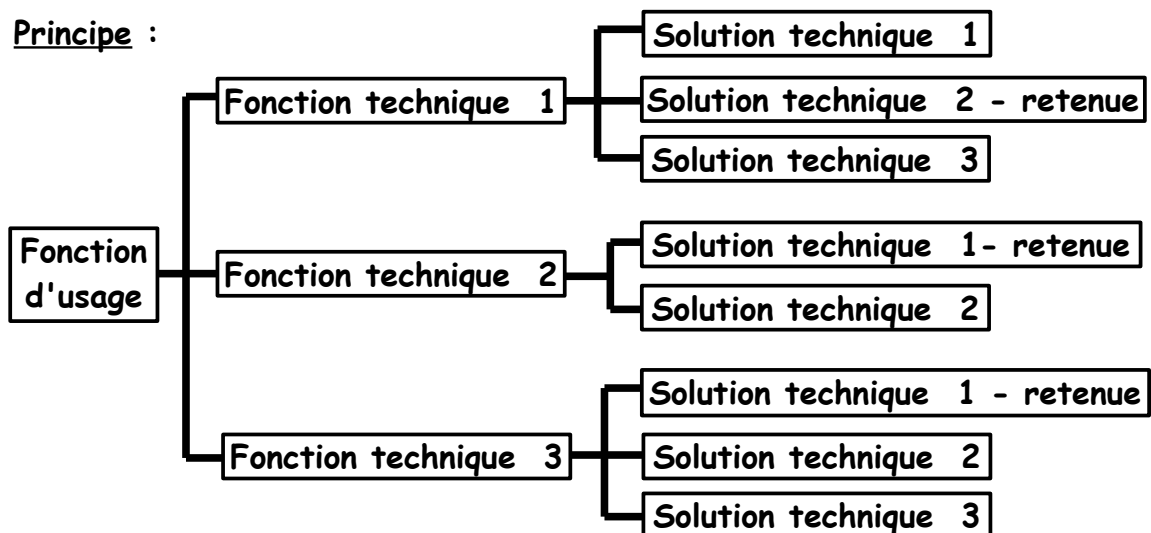 Principe :
Solution technique 1
Fonction technique 1
Solution technique 2 - retenue
Solution technique 3
Fonction
d'usage
Solution technique 1- retenue
Fonction technique 2
Solution technique 2
Solution technique 1 - retenue
Fonction technique 3
Solution technique 2
Solution technique 3